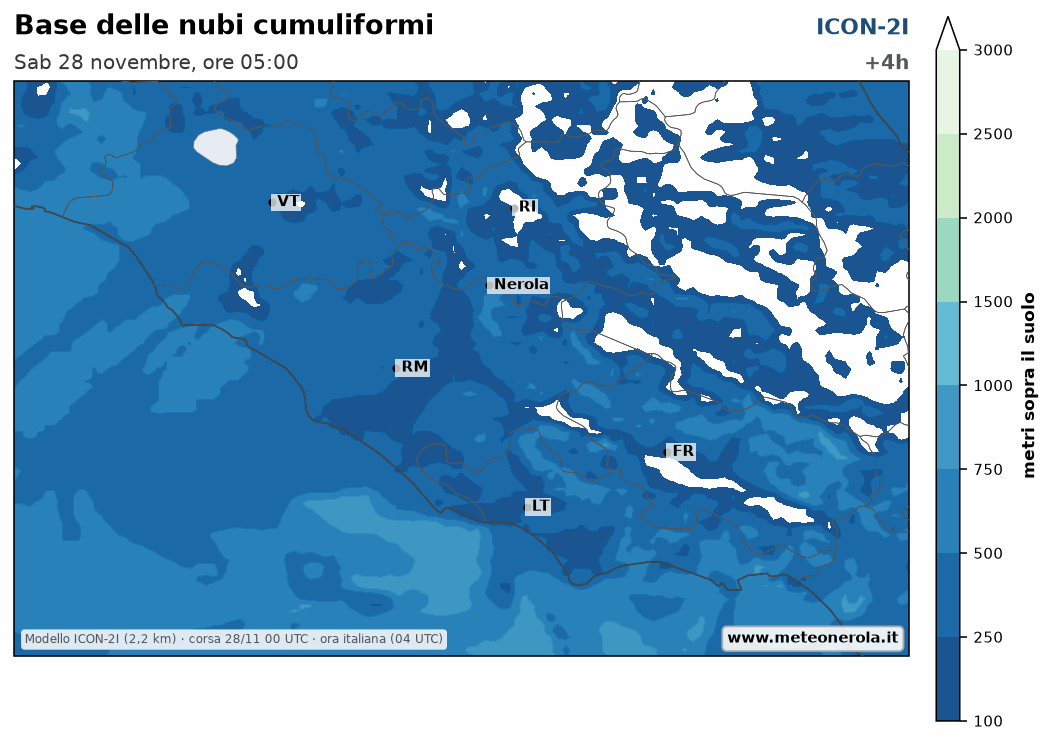 Base delle nubi cumuliformi
ICON-2I
Sab 28 novembre, ore 05:00
+4h
VT
RI
Nerola
RM
FR
LT
Modello ICON-2I (2,2 km) · corsa 28/11 00 UTC · ora italiana (04 UTC)
www.meteonerola.it
3000
2500
2000
1500
1000
750
500
250
100
metri sopra il suolo